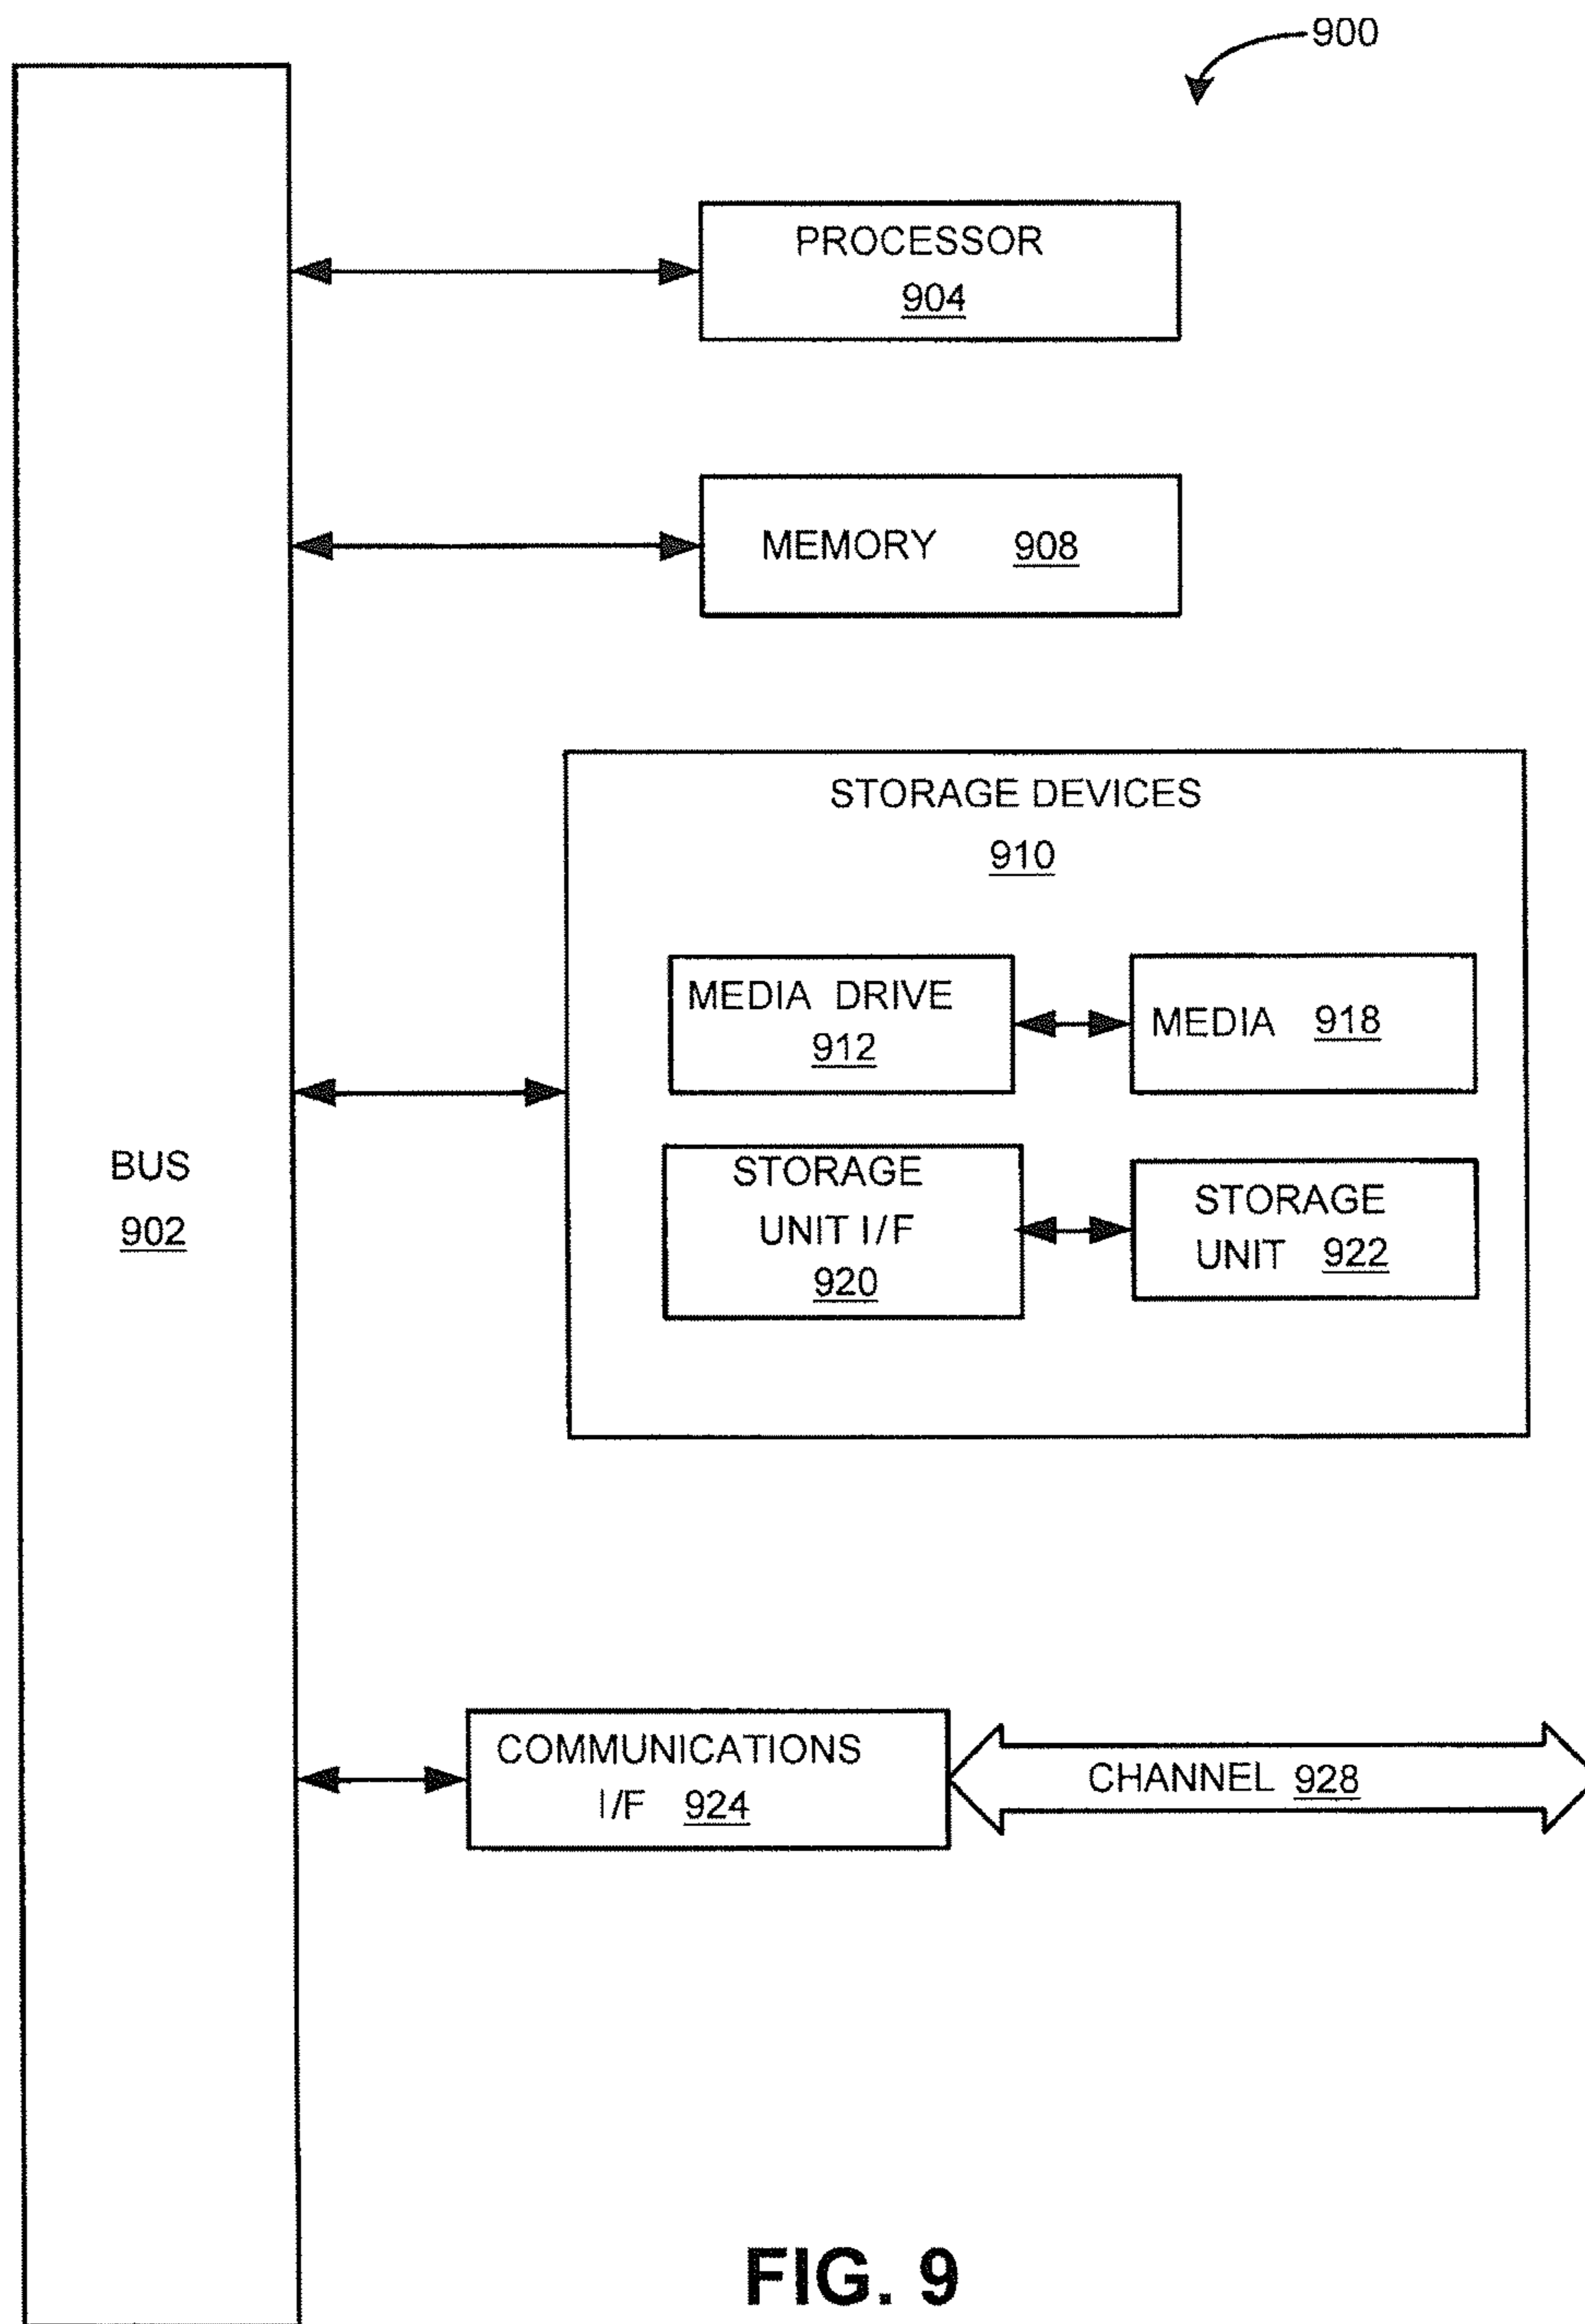 900
PROCESSOR
904
MEMORY 908
STORAGE DEVICES
910
MEDIA DRIVE
912
MEDIA 918
BUS
902
STORAGE
UNIT I/F
920
STORAGE
UNIT 922
COMMUNICATIONS
I/F 924
CHANNEL 928
FIG. 9